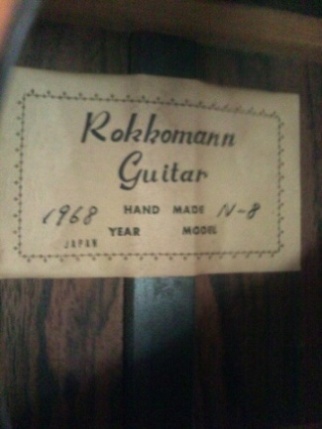 Rokkomann
Guitar
1968 HAND MADE N-8
YEAR MODEL
JAPAN